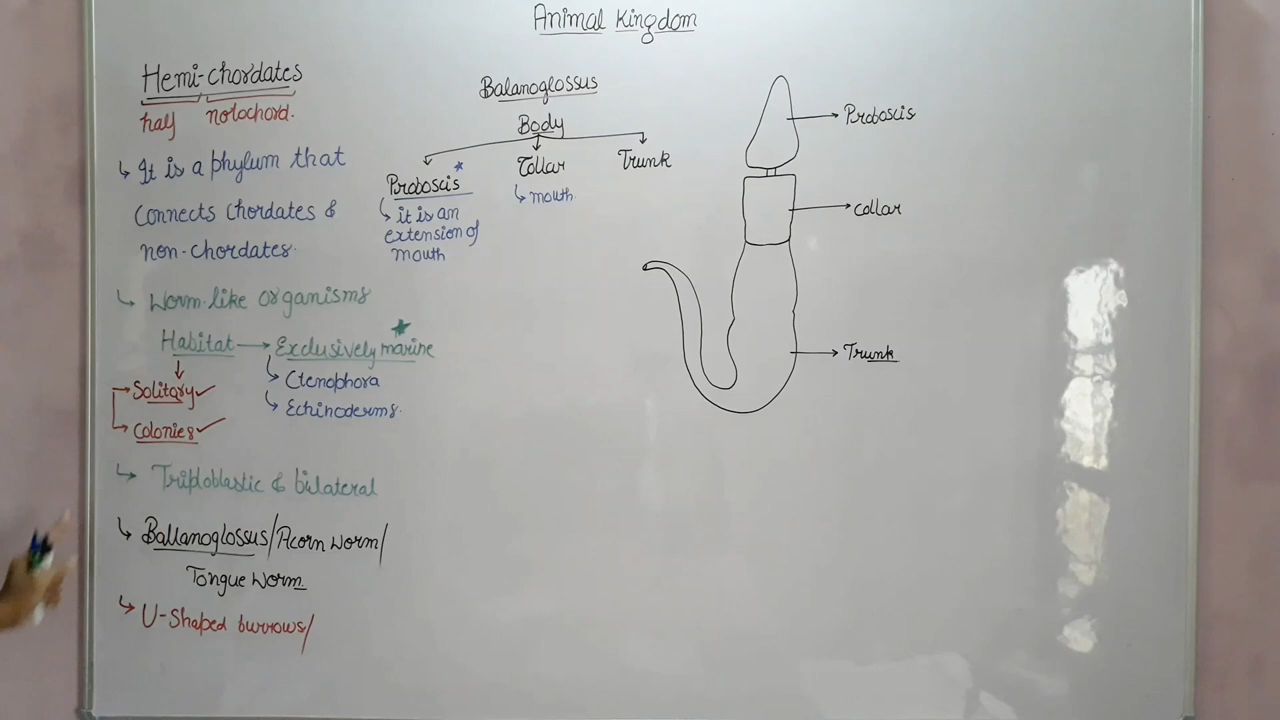 Animal Kingdom
Hemi-chordates
half notochord.
↳ It is a phylum that
connects chordates &
non-chordates.
↳ Worm-like organisms
Habitat → Exclusively marine
↳ Ctenophora
↳ Echinoderms.
Solitary ✓
Colonies ✓
↳ Triploblastic & bilateral
↳ Ballanoglossus/Acorn worm/
Tongue worm.
↳ U-Shaped burrows/
Balanoglossus
Body
Proboscis
↳ it is an
extension of
mouth
Collar
↳ mouth.
Trunk
Proboscis
collar
Trunk